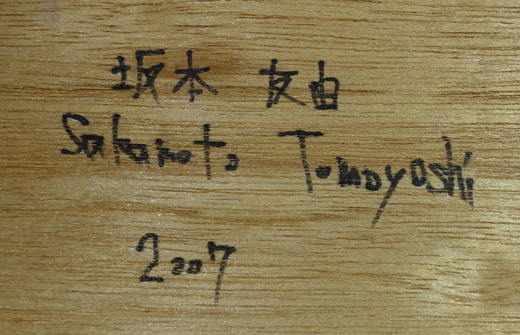 坂本 友由
Sakamoto Tomoyoshi
2007